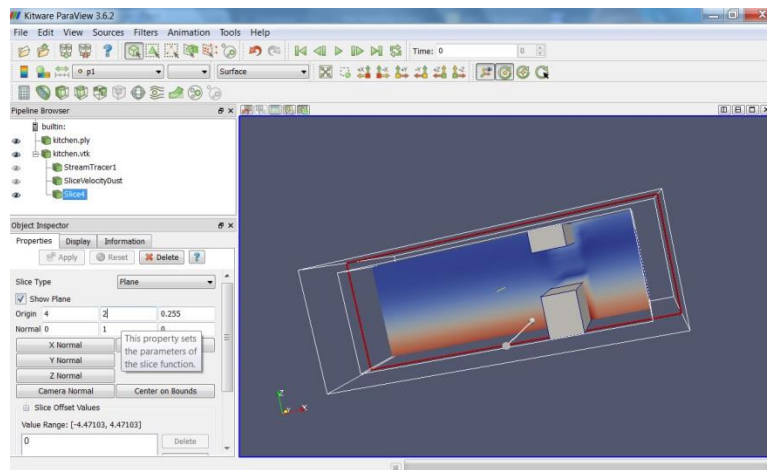 Kitware ParaView 3.6.2
File Edit View Sources Filters Animation Tools Help
Time: 0 0
p1 Surface
Pipeline Browser
builtin:
kitchen.ply
kitchen.vtk
StreamTracer1
SliceVelocityDust
Slice4
Object Inspector
Properties Display Information
Apply Reset Delete ?
Slice Type Plane
Show Plane
Origin 4 2 0.255
Normal 0 1 0
X Normal
Y Normal
Z Normal
This property sets
the parameters of
the slice function.
Camera Normal Center on Bounds
Slice Offset Values
Value Range: [-4.47103, 4.47103]
0 Delete
Z
Y X